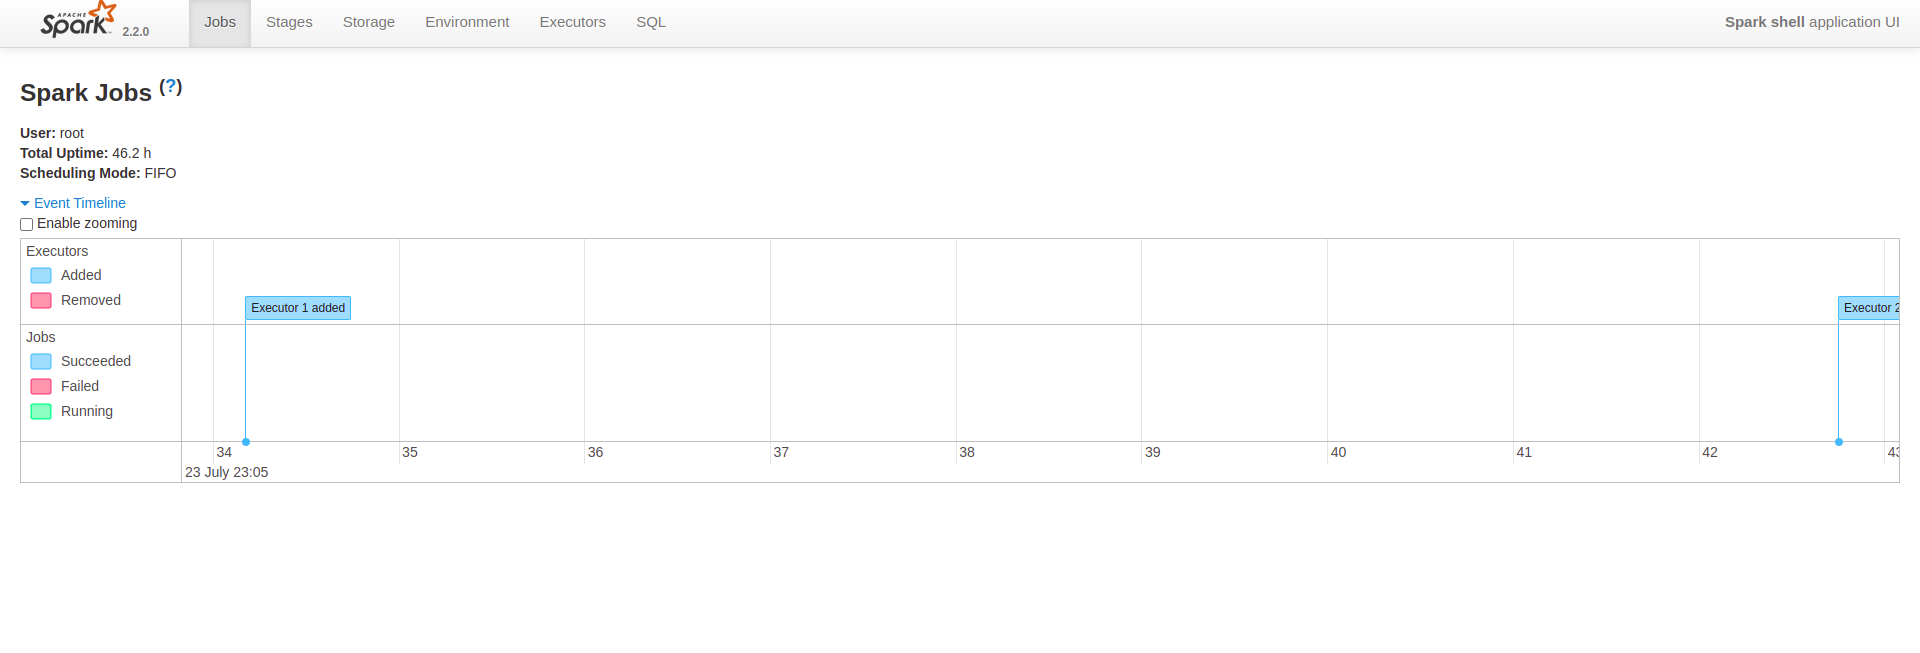 APACHE
Spark 2.2.0 Jobs Stages Storage Environment Executors SQL Spark shell application UI
Spark Jobs (?)
User: root
Total Uptime: 46.2 h
Scheduling Mode: FIFO
Event Timeline
Enable zooming
Executors
Added
Removed
Executor 1 added Executor 2
Jobs
Succeeded
Failed
Running
34 35 36 37 38 39 40 41 42 43
23 July 23:05